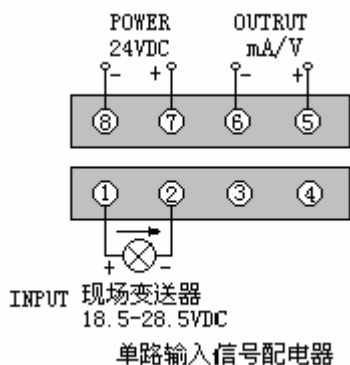 POWER OUTRUT
24VDC mA/V
- + - +
⑧ ⑦ ⑥ ⑤
① ② ③ ④
+ -
INPUT 现场变送器
18.5-28.5VDC
单路输入信号配电器